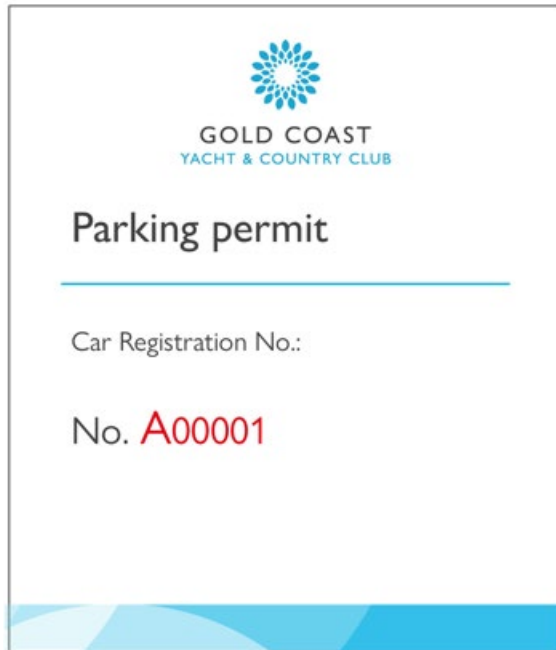 GOLD COAST
YACHT & COUNTRY CLUB
Parking permit
Car Registration No.:
No. A00001